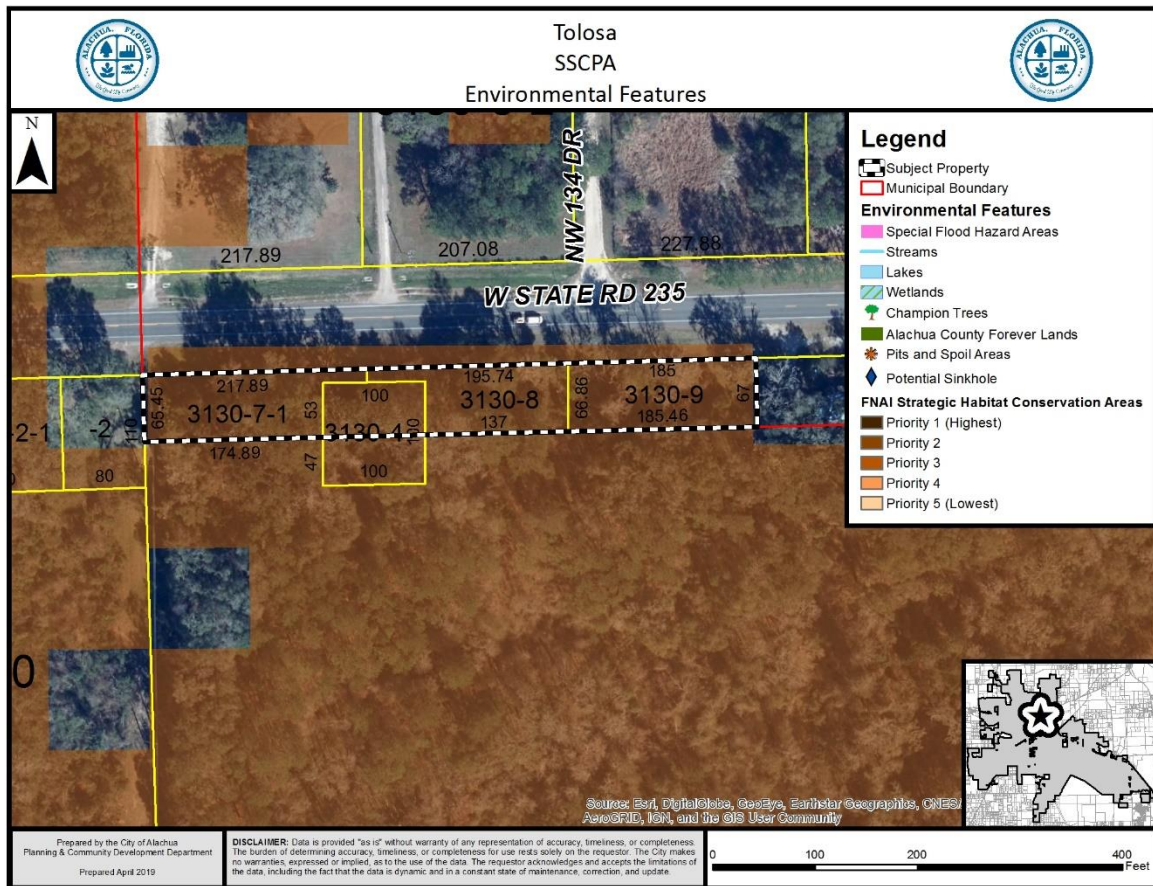 Tolosa
SSCPA
Environmental Features
ALACHUA, FLORIDA
ALACHUA, FLORIDA
N
Legend
Subject Property
Municipal Boundary
Environmental Features
Special Flood Hazard Areas
Streams
Lakes
Wetlands
Champion Trees
Alachua County Forever Lands
Pits and Spoil Areas
Potential Sinkhole
FNAI Strategic Habitat Conservation Areas
Priority 1 (Highest)
Priority 2
Priority 3
Priority 4
Priority 5 (Lowest)
NW 134 DR
217.89
207.08
227.88
W STATE RD 235
217.89
195.74
185
65.45
3130-7-1
53
100
3130-8
66.86
3130-9
67
-2-1
-2
110
3130-4
137
185.46
174.89
47
100
80
0
Source: Esri, DigitalGlobe, GeoEye, Earthstar Geographics, CNES/
AeroGRID, IGN, and the GIS User Community
Prepared by the City of Alachua
Planning & Community Development Department
Prepared April 2019
DISCLAIMER: Data is provided "as is" without warranty of any representation of accuracy, timeliness, or completeness.
The burden of determining accuracy, timeliness, or completeness for use rests solely on the requestor. The City makes
no warranties, expressed or implied, as to the use of the data. The requestor acknowledges and accepts the limitations of
the data, including the fact that the data is dynamic and in a constant state of maintenance, correction, and update.
0 100 200 400
Feet